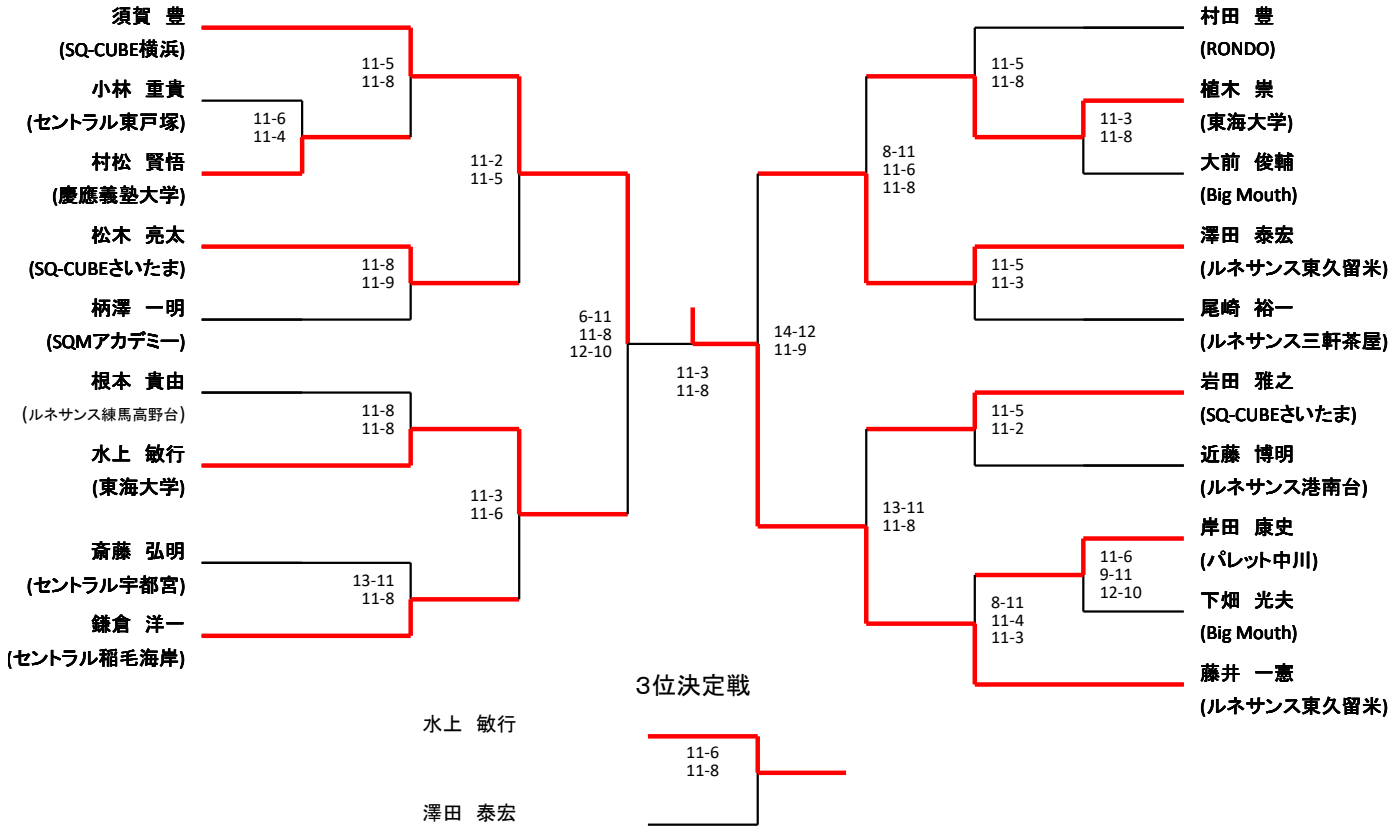 須賀 豊
(SQ-CUBE横浜)
小林 重貴
(セントラル東戸塚)
村松 賢悟
(慶應義塾大学)
松木 亮太
(SQ-CUBEさいたま)
柄澤 一明
(SQMアカデミー)
根本 貴由
(ルネサンス練馬高野台)
水上 敏行
(東海大学)
斎藤 弘明
(セントラル宇都宮)
鎌倉 洋一
(セントラル稲毛海岸)
11-5
11-8
11-6
11-4
11-2
11-5
11-8
11-9
6-11
11-8
12-10
11-8
11-8
11-3
11-6
13-11
11-8
11-3
11-8
村田 豊
(RONDO)
植木 崇
(東海大学)
大前 俊輔
(Big Mouth)
澤田 泰宏
(ルネサンス東久留米)
尾崎 裕一
(ルネサンス三軒茶屋)
岩田 雅之
(SQ-CUBEさいたま)
近藤 博明
(ルネサンス港南台)
岸田 康史
(パレット中川)
下畑 光夫
(Big Mouth)
藤井 一憲
(ルネサンス東久留米)
11-5
11-8
11-3
11-8
8-11
11-6
11-8
11-5
11-3
14-12
11-9
11-5
11-2
13-11
11-8
11-6
9-11
12-10
8-11
11-4
11-3
3位決定戦
水上 敏行
11-6
11-8
澤田 泰宏